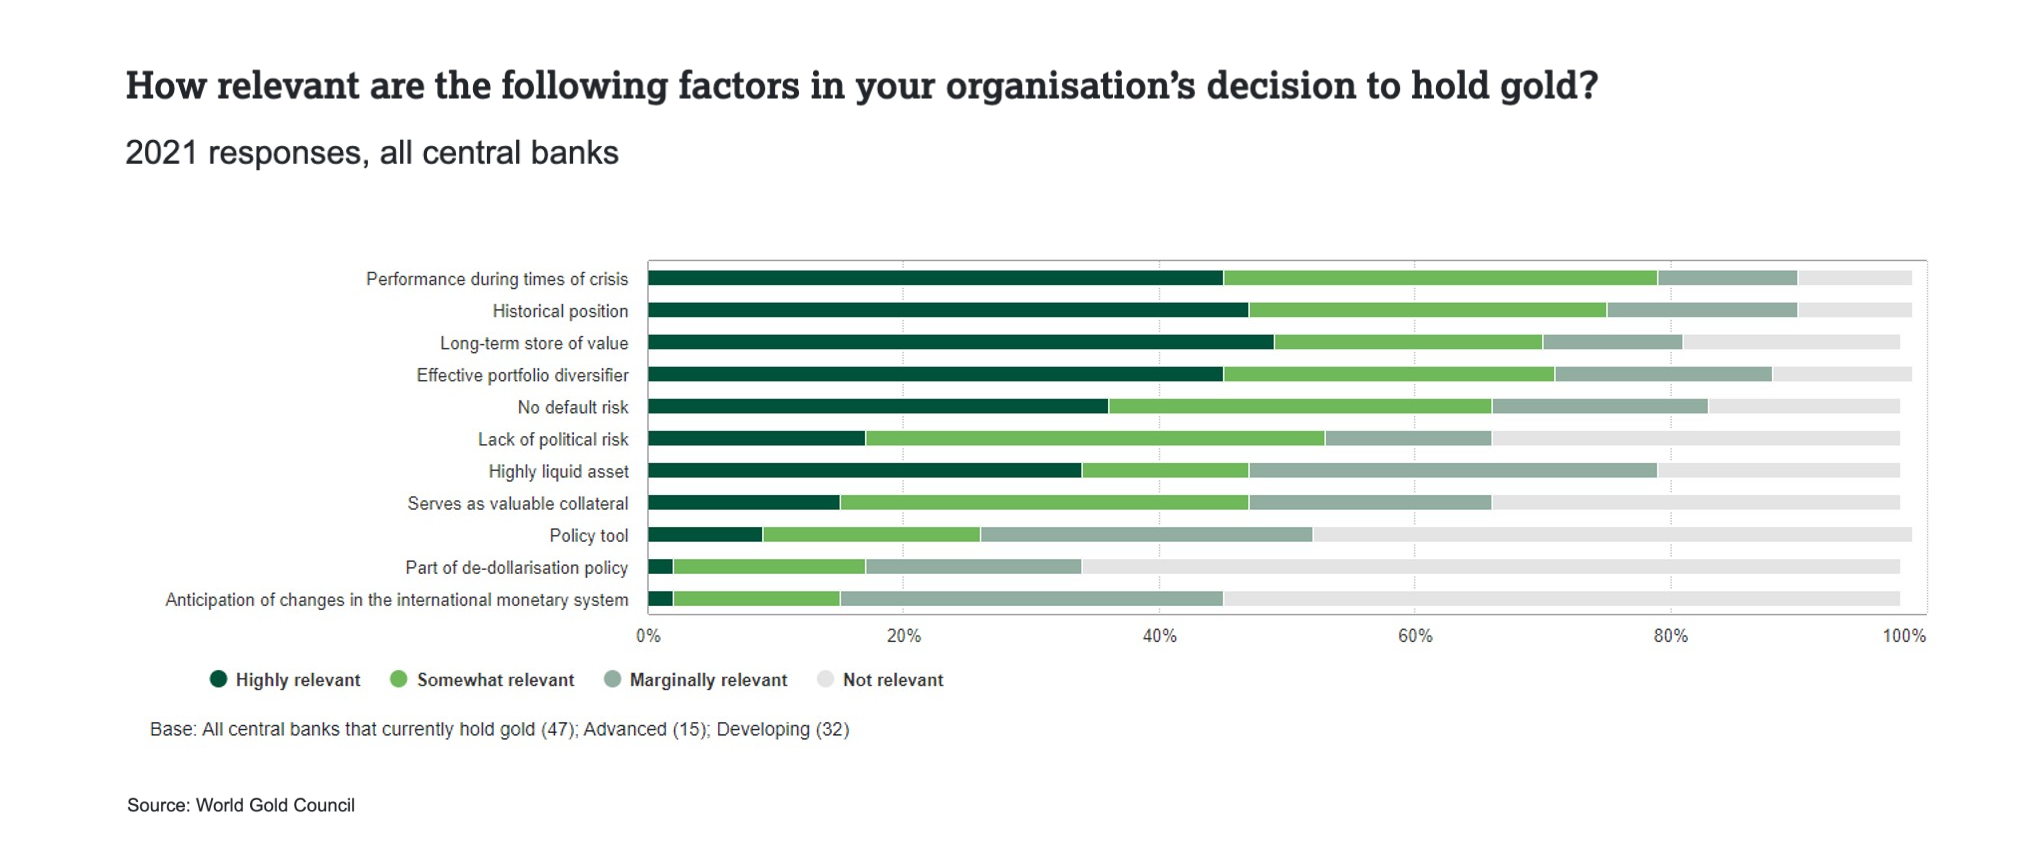 How relevant are the following factors in your organisation’s decision to hold gold?
2021 responses, all central banks
Performance during times of crisis
Historical position
Long-term store of value
Effective portfolio diversifier
No default risk
Lack of political risk
Highly liquid asset
Serves as valuable collateral
Policy tool
Part of de-dollarisation policy
Anticipation of changes in the international monetary system
0% 20% 40% 60% 80% 100%
Highly relevant Somewhat relevant Marginally relevant Not relevant
Base: All central banks that currently hold gold (47); Advanced (15); Developing (32)
Source: World Gold Council